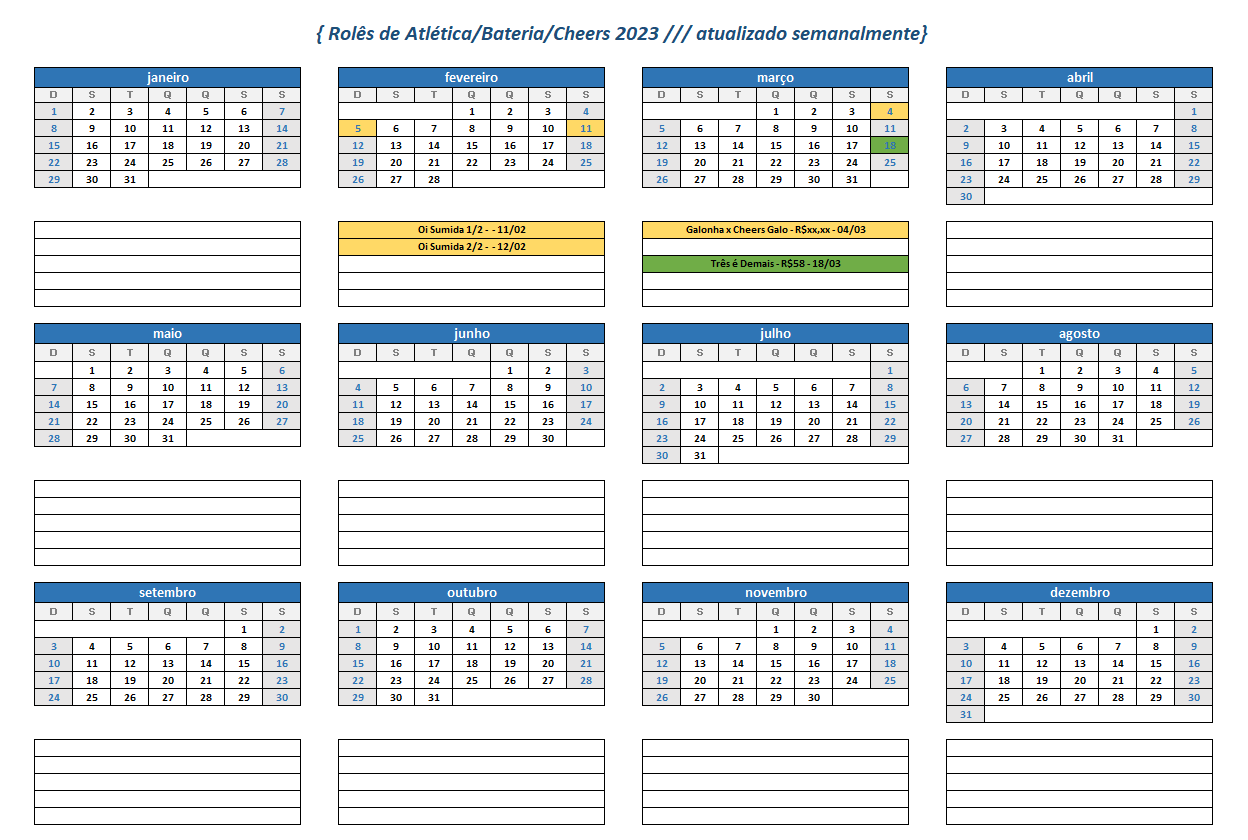 { Rolês de Atlética/Bateria/Cheers 2023 /// atualizado semanalmente}
janeiro fevereiro março abril
D S T Q Q S S D S T Q Q S S D S T Q Q S S D S T Q Q S S
1 2 3 4 5 6 7 1 2 3 4 1 2 3 4 1
8 9 10 11 12 13 14 5 6 7 8 9 10 11 5 6 7 8 9 10 11 2 3 4 5 6 7 8
15 16 17 18 19 20 21 12 13 14 15 16 17 18 12 13 14 15 16 17 18 9 10 11 12 13 14 15
22 23 24 25 26 27 28 19 20 21 22 23 24 25 19 20 21 22 23 24 25 16 17 18 19 20 21 22
29 30 31 26 27 28 26 27 28 29 30 31 23 24 25 26 27 28 29
30
Oi Sumida 1/2 - - 11/02 Galonha x Cheers Galo - R$xx,xx - 04/03
Oi Sumida 2/2 - - 12/02
Três é Demais - R$58 - 18/03
maio junho julho agosto
D S T Q Q S S D S T Q Q S S D S T Q Q S S D S T Q Q S S
1 2 3 4 5 6 1 2 3 1 1 2 3 4 5
7 8 9 10 11 12 13 4 5 6 7 8 9 10 2 3 4 5 6 7 8 6 7 8 9 10 11 12
14 15 16 17 18 19 20 11 12 13 14 15 16 17 9 10 11 12 13 14 15 13 14 15 16 17 18 19
21 22 23 24 25 26 27 18 19 20 21 22 23 24 16 17 18 19 20 21 22 20 21 22 23 24 25 26
28 29 30 31 25 26 27 28 29 30 23 24 25 26 27 28 29 27 28 29 30 31
30 31
setembro outubro novembro dezembro
D S T Q Q S S D S T Q Q S S D S T Q Q S S D S T Q Q S S
1 2 1 2 3 4 5 6 7 1 2 3 4 1 2
3 4 5 6 7 8 9 8 9 10 11 12 13 14 5 6 7 8 9 10 11 3 4 5 6 7 8 9
10 11 12 13 14 15 16 15 16 17 18 19 20 21 12 13 14 15 16 17 18 10 11 12 13 14 15 16
17 18 19 20 21 22 23 22 23 24 25 26 27 28 19 20 21 22 23 24 25 17 18 19 20 21 22 23
24 25 26 27 28 29 30 29 30 31 26 27 28 29 30 24 25 26 27 28 29 30
31